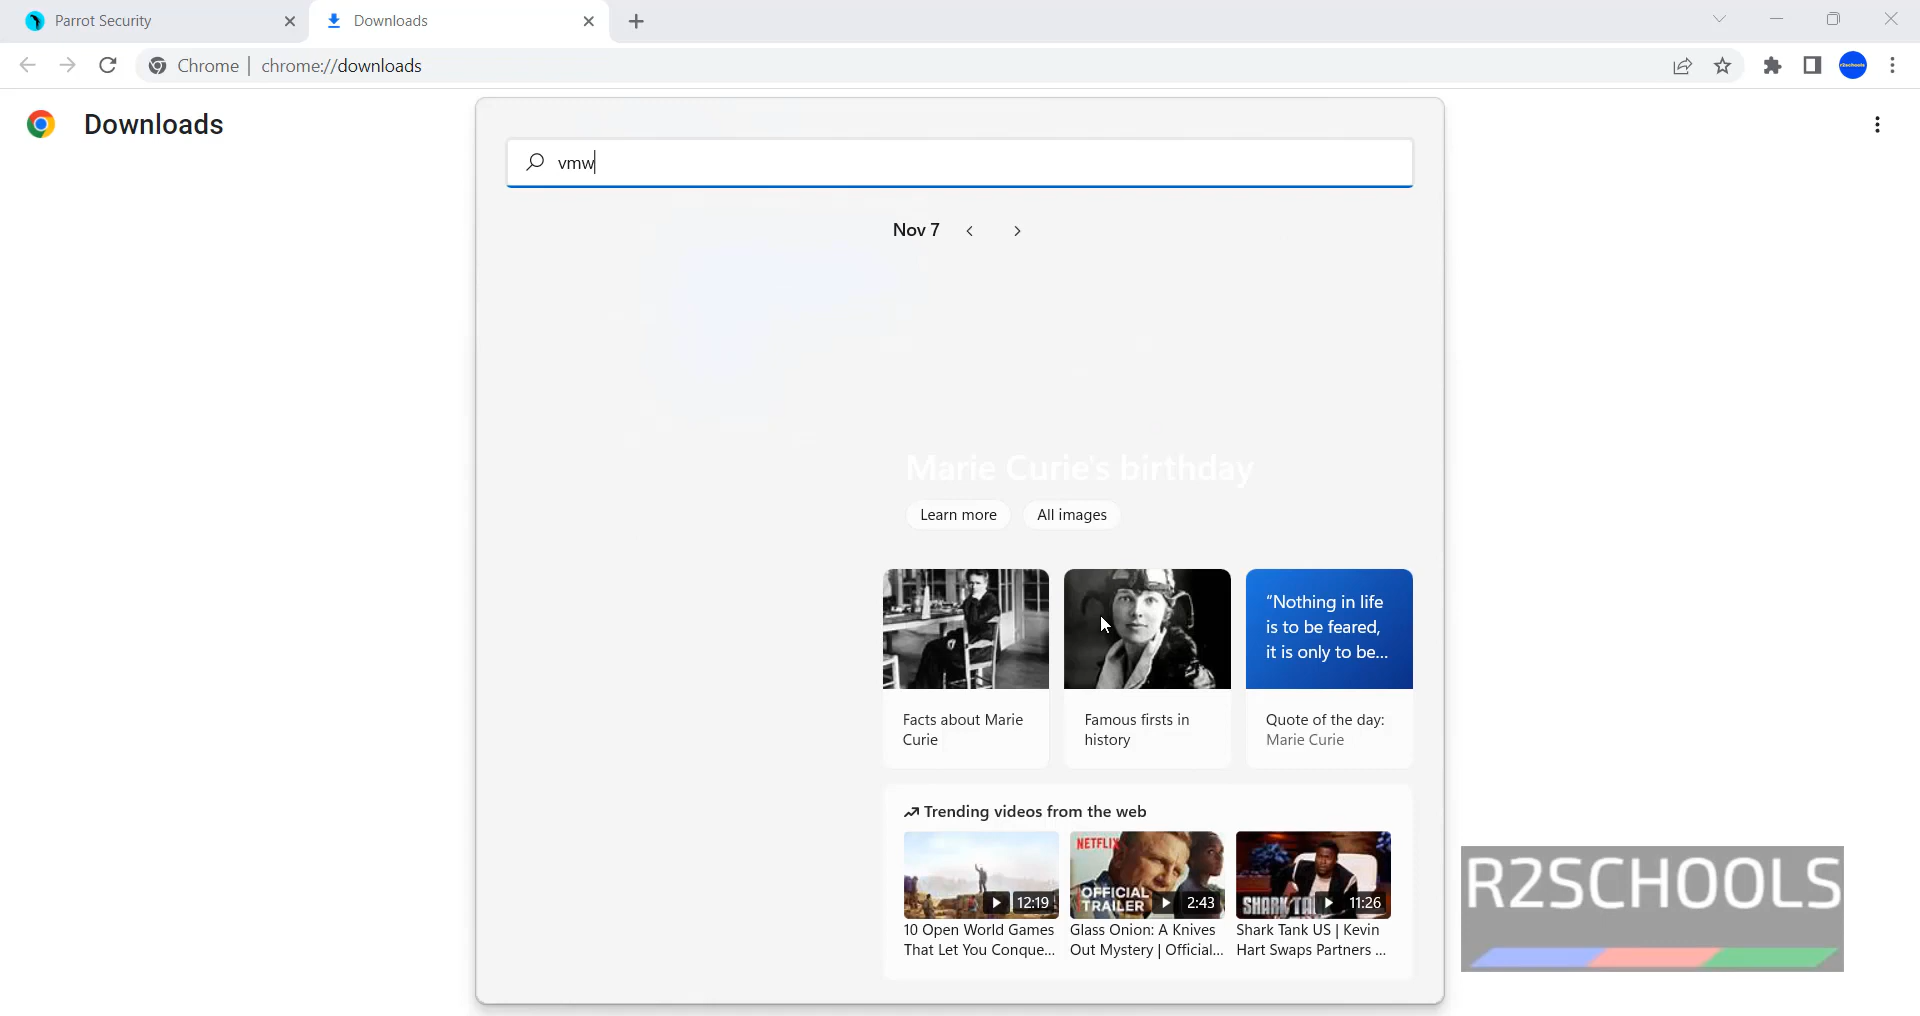 Parrot Security
Downloads
Chrome
chrome://downloads
Downloads
vmw
Nov 7
Marie Curie's birthday
Learn more
All images
"Nothing in life
is to be feared,
it is only to be...
Facts about Marie
Curie
Famous firsts in
history
Quote of the day:
Marie Curie
Trending videos from the web
12:19
NETFLIX
OFFICIAL
TRAILER
2:43
11:26
10 Open World Games
That Let You Conque...
Glass Onion: A Knives
Out Mystery | Official...
Shark Tank US | Kevin
Hart Swaps Partners ...
R2SCHOOLS